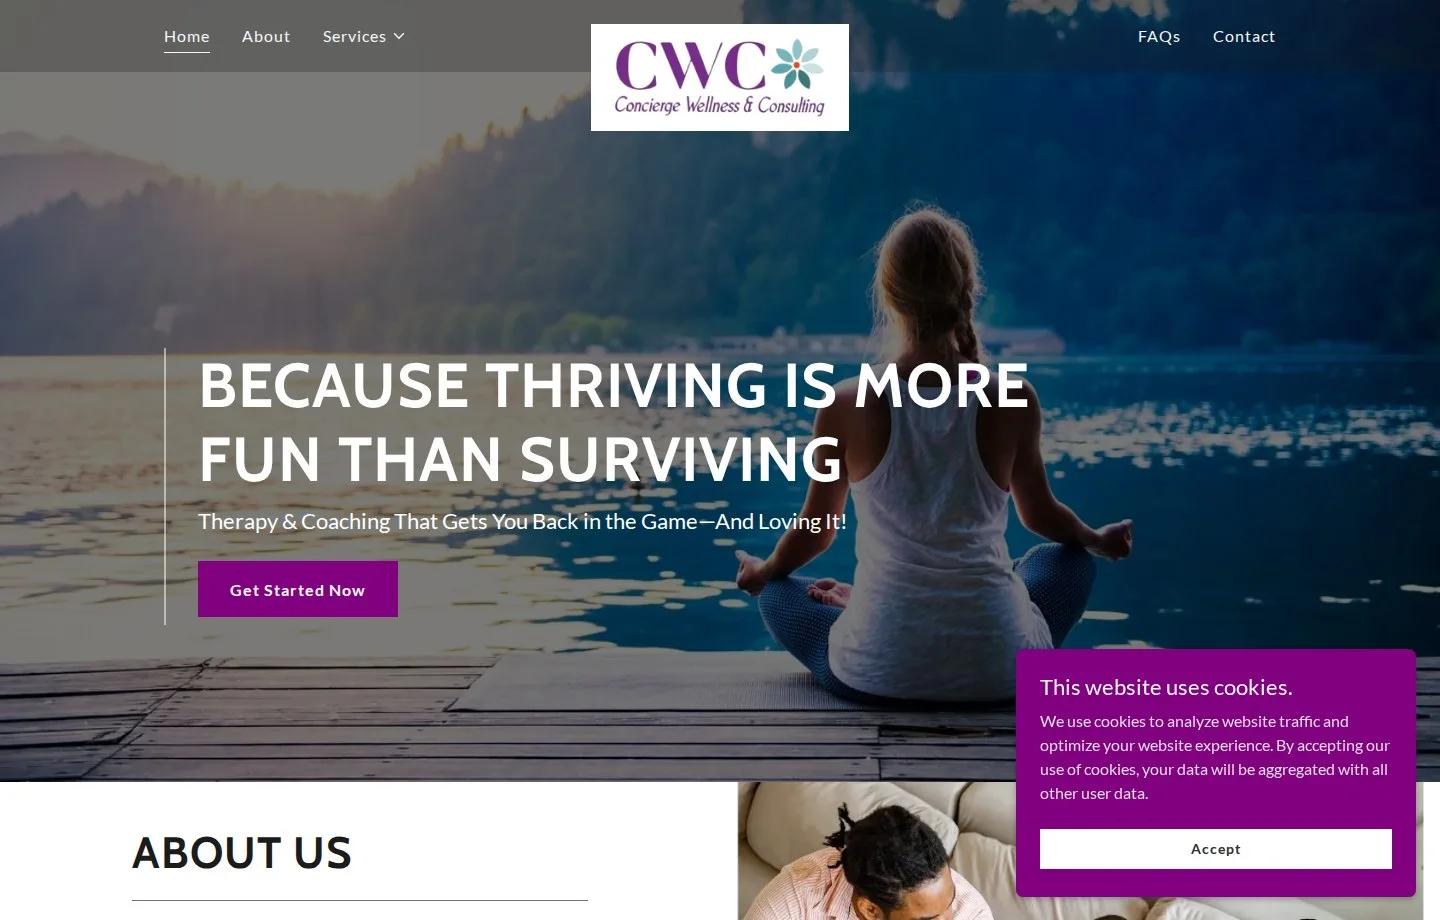 Home About Services
CWC
Concierge Wellness & Consulting
FAQs Contact
BECAUSE THRIVING IS MORE
FUN THAN SURVIVING
Therapy & Coaching That Gets You Back in the Game—And Loving It!
Get Started Now
This website uses cookies.
We use cookies to analyze website traffic and
optimize your website experience. By accepting our
use of cookies, your data will be aggregated with all
other user data.
Accept
ABOUT US